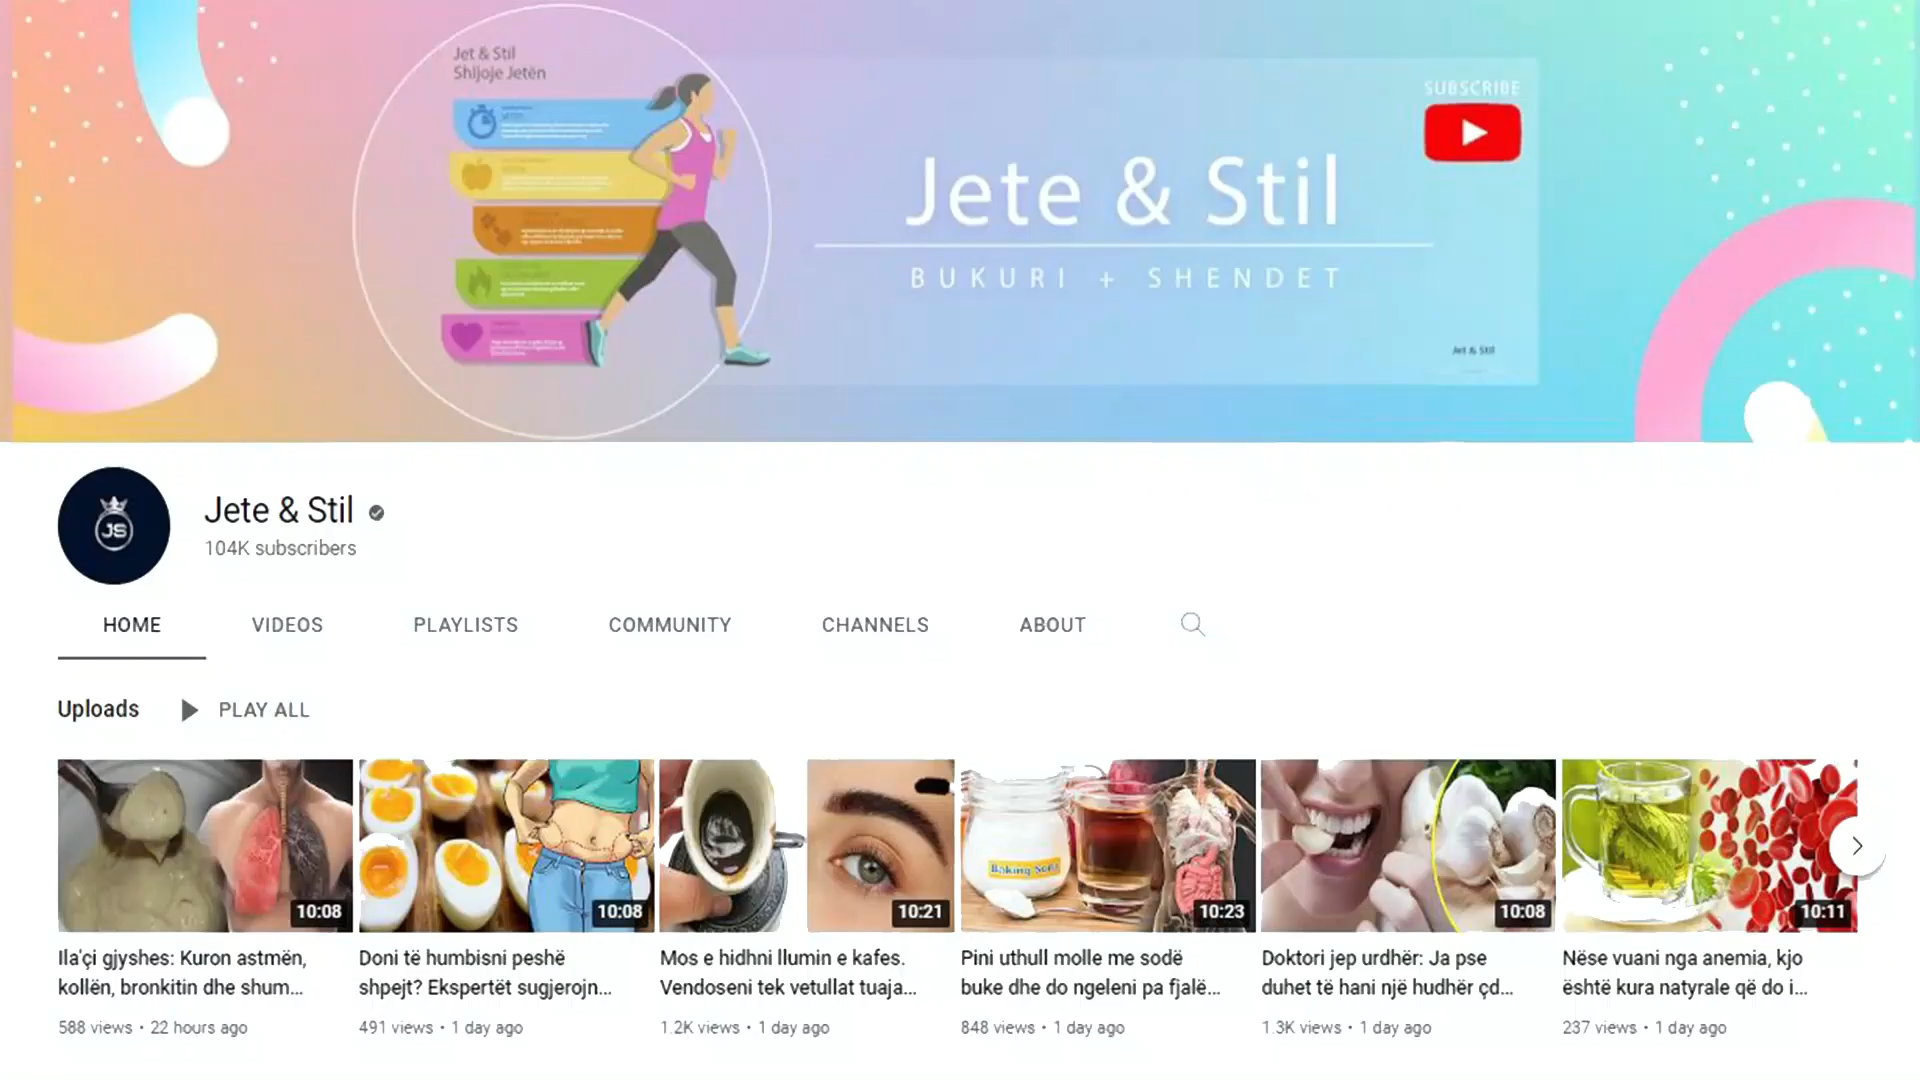 Jet & Stil
Shijoje Jetën
SUBSCRIBE
Jete & Stil
BUKURI + SHENDET
Jet & Stil
JS
Jete & Stil
104K subscribers
HOME VIDEOS PLAYLISTS COMMUNITY CHANNELS ABOUT
Uploads PLAY ALL
Baking Soda
10:08 10:08 10:21 10:23 10:08 10:11
Ila'çi gjyshes: Kuron astmën,
kollën, bronkitin dhe shum...
588 views • 22 hours ago
Doni të humbisni peshë
shpejt? Ekspertët sugjerojn...
491 views • 1 day ago
Mos e hidhni llumin e kafes.
Vendoseni tek vetullat tuaja...
1.2K views • 1 day ago
Pini uthull molle me sodë
buke dhe do ngeleni pa fjalë...
848 views • 1 day ago
Doktori jep urdhër: Ja pse
duhet të hani një hudhër çd...
1.3K views • 1 day ago
Nëse vuani nga anemia, kjo
është kura natyrale që do i...
237 views • 1 day ago